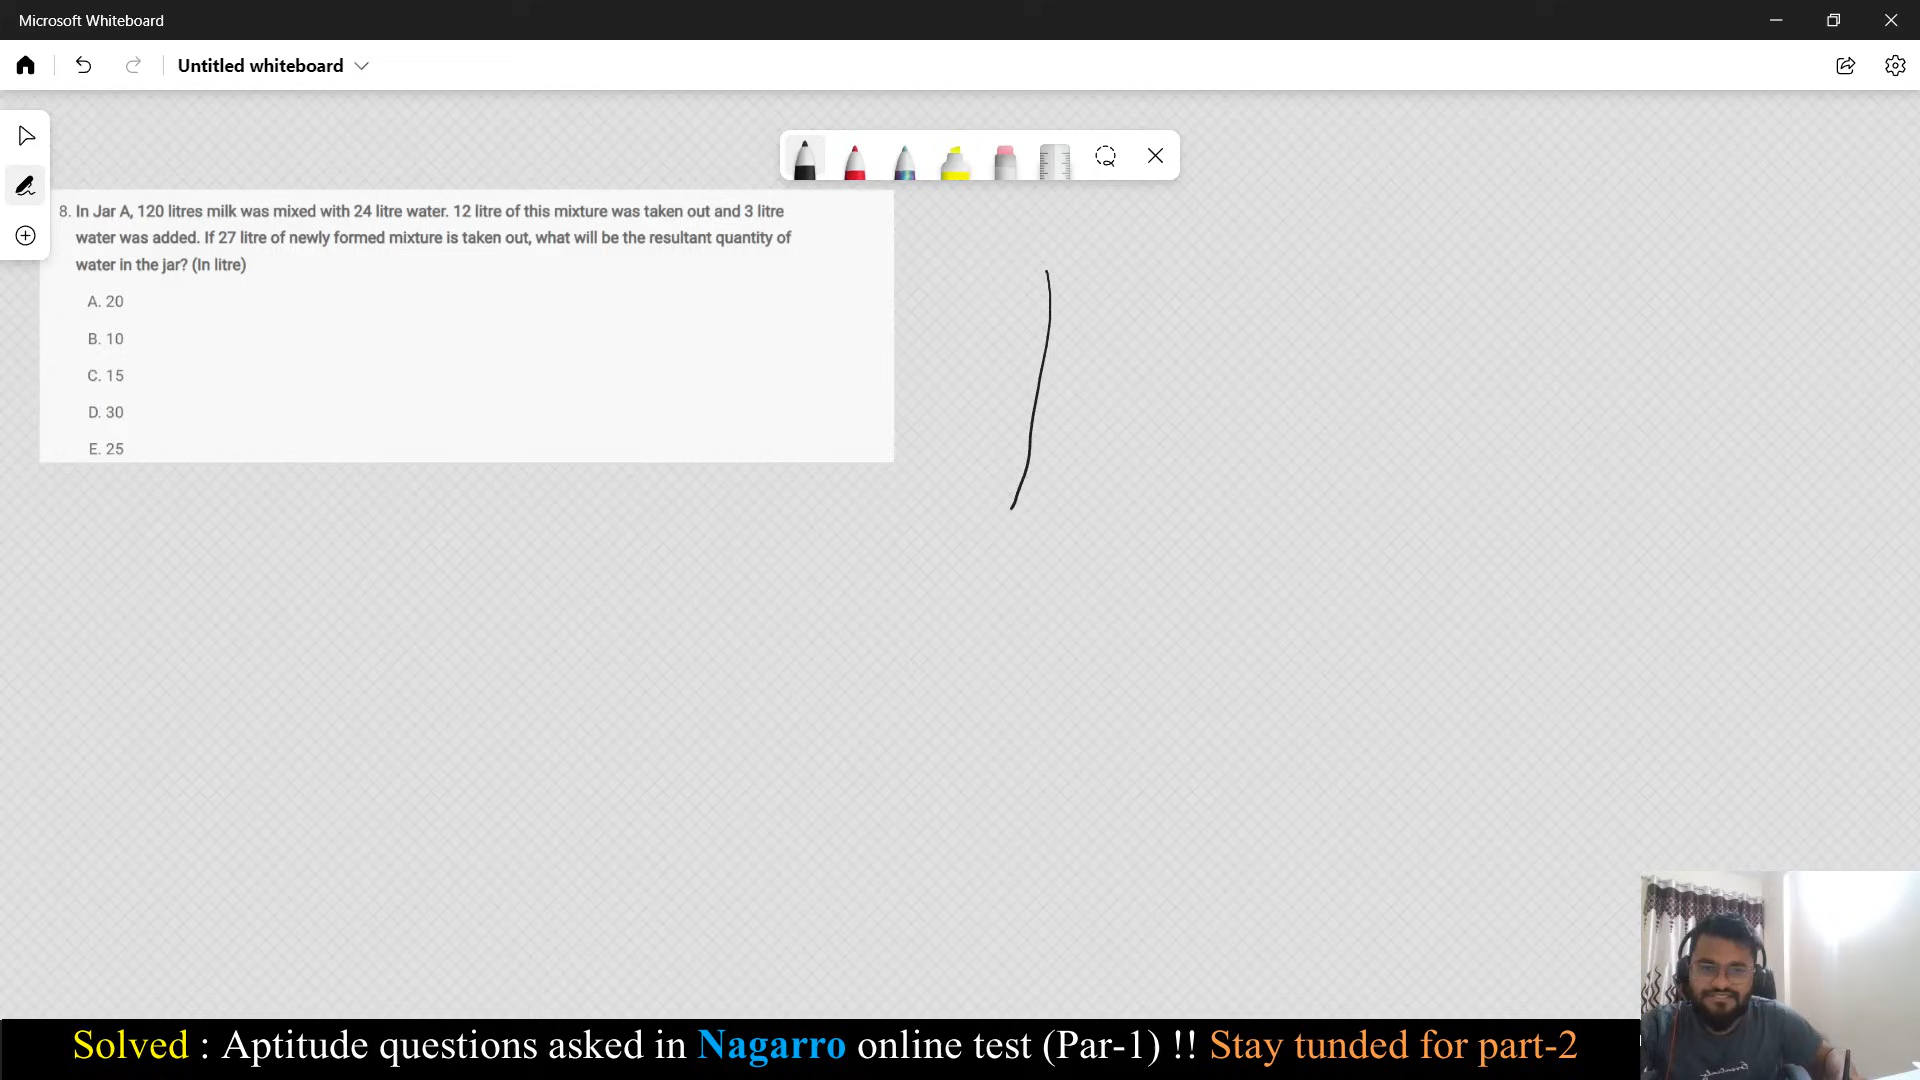 Microsoft Whiteboard
Untitled whiteboard
8. In Jar A, 120 litres milk was mixed with 24 litre water. 12 litre of this mixture was taken out and 3 litre
water was added. If 27 litre of newly formed mixture is taken out, what will be the resultant quantity of
water in the jar? (In litre)
A. 20
B. 10
C. 15
D. 30
E. 25
Solved : Aptitude questions asked in Nagarro online test (Par-1) !! Stay tunded for part-2